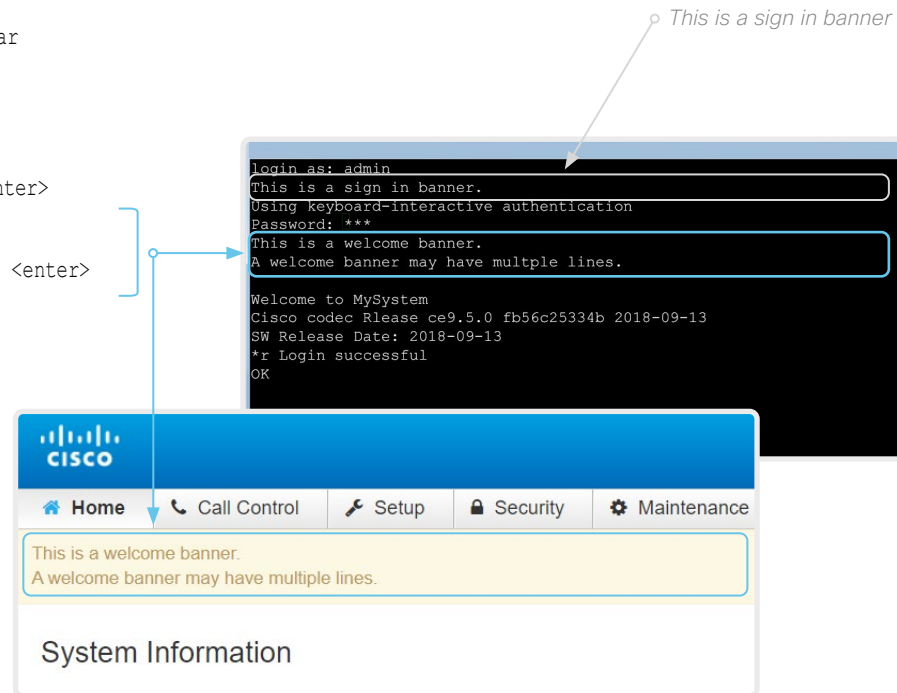 This is a sign in banner
ar
nter>
<enter>
login as: admin
This is a sign in banner.
Using keyboard-interactive authentication
Password: ***
This is a welcome banner.
A welcome banner may have multple lines.
Welcome to MySystem
Cisco codec Rlease ce9.5.0 fb56c25334b 2018-09-13
SW Release Date: 2018-09-13
*r Login successful
OK
CISCO
Home Call Control Setup Security Maintenance
This is a welcome banner.
A welcome banner may have multiple lines.
System Information